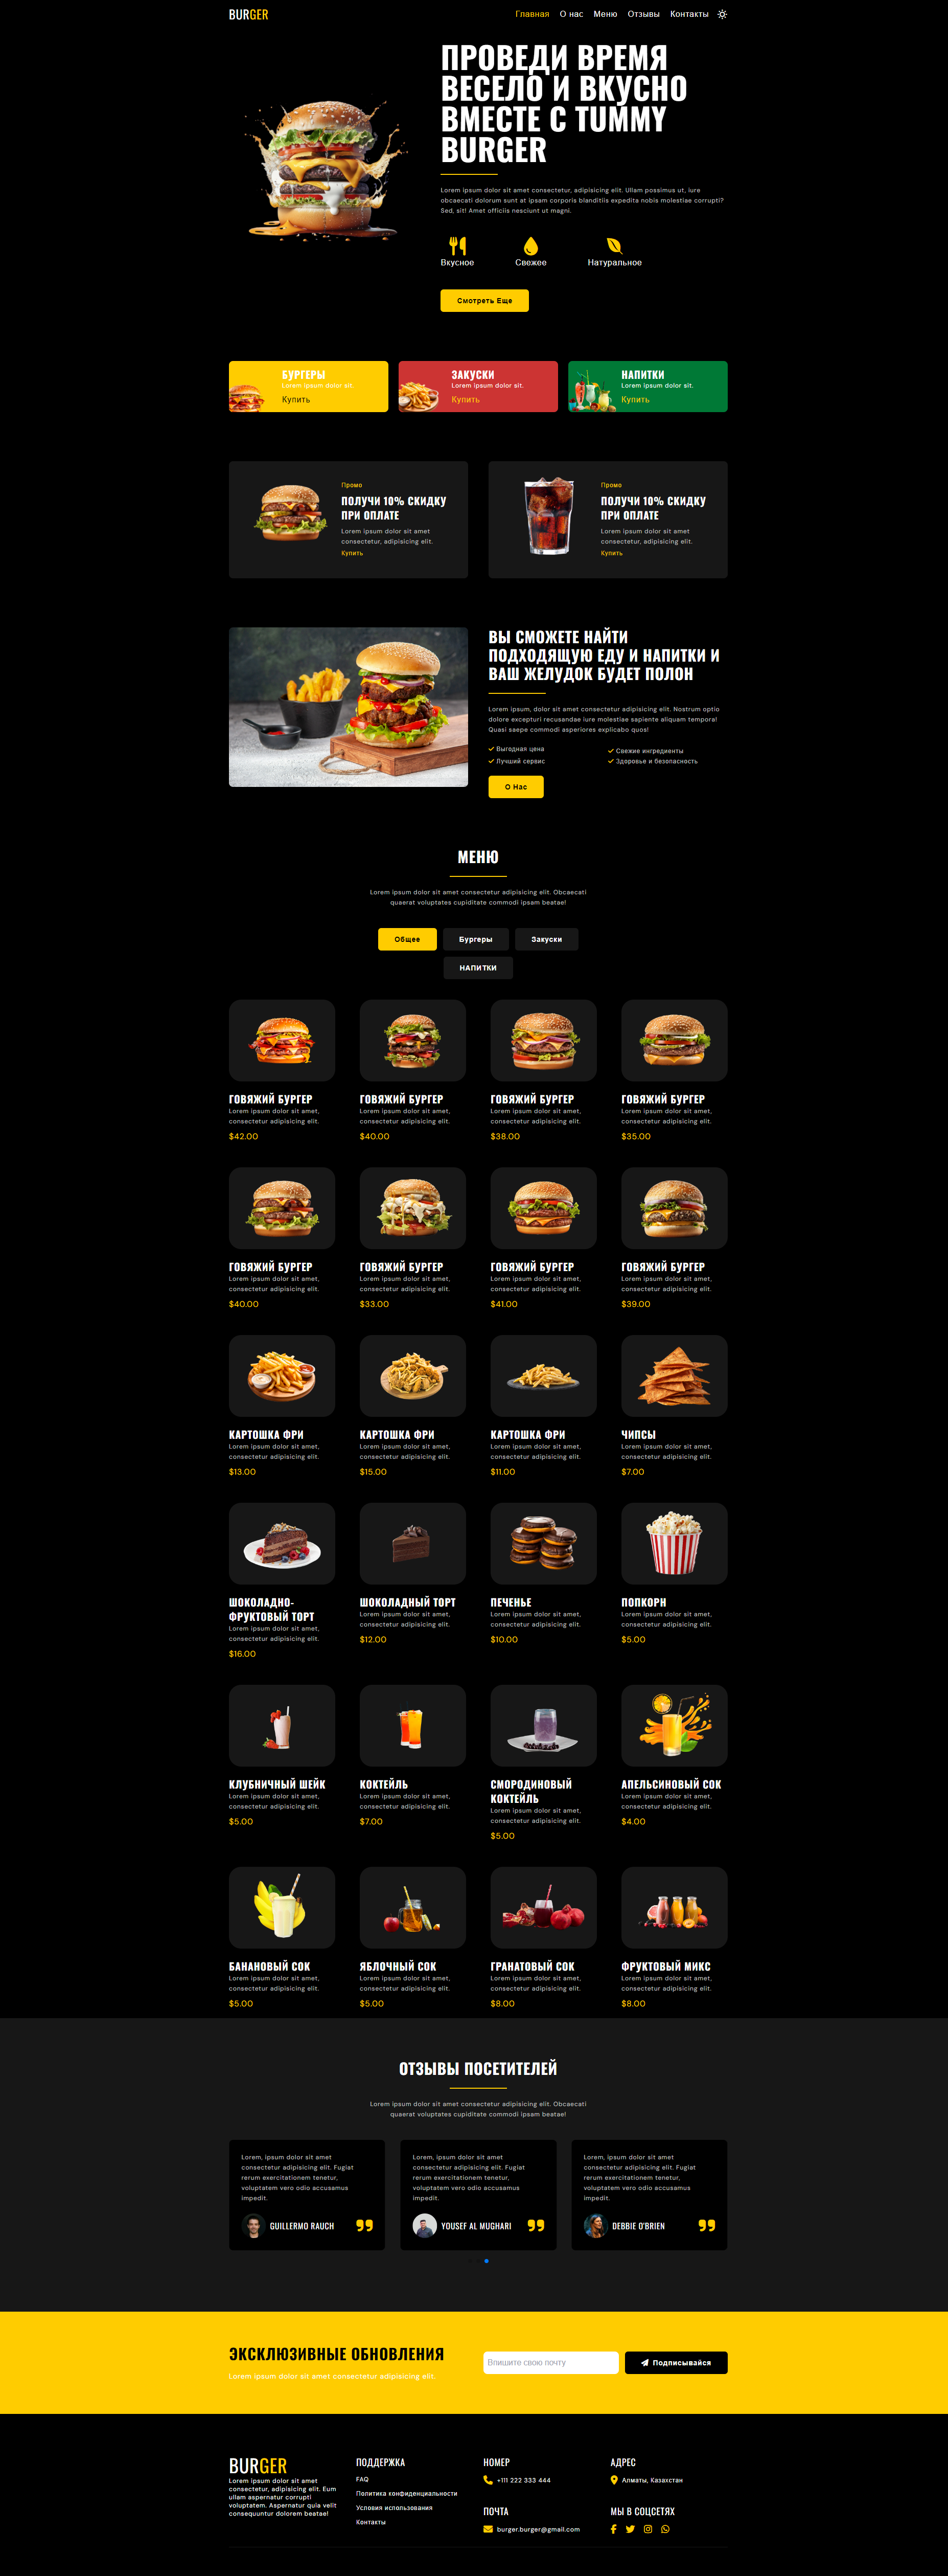 BURGER
Главная О нас Меню Отзывы Контакты
ПРОВЕДИ ВРЕМЯ
ВЕСЕЛО И ВКУСНО
ВМЕСТЕ С TUMMY
BURGER
Lorem ipsum dolor sit amet consectetur, adipisicing elit. Ullam possimus ut, iure
obcaecati dolorum sunt at ipsam corporis blanditiis expedita nobis molestiae corrupti?
Sed, sit! Amet officiis nesciunt ut magni.
Вкусное Свежее Натуральное
Смотреть Еще
БУРГЕРЫ
Lorem ipsum dolor sit.
Купить
ЗАКУСКИ
Lorem ipsum dolor sit.
Купить
НАПИТКИ
Lorem ipsum dolor sit.
Купить
Промо
ПОЛУЧИ 10% СКИДКУ
ПРИ ОПЛАТЕ
Lorem ipsum dolor sit amet
consectetur, adipisicing elit.
Купить
Промо
ПОЛУЧИ 10% СКИДКУ
ПРИ ОПЛАТЕ
Lorem ipsum dolor sit amet
consectetur, adipisicing elit.
Купить
ВЫ СМОЖЕТЕ НАЙТИ
ПОДХОДЯЩУЮ ЕДУ И НАПИТКИ И
ВАШ ЖЕЛУДОК БУДЕТ ПОЛОН
Lorem ipsum, dolor sit amet consectetur adipisicing elit. Nostrum optio
dolore excepturi recusandae iure molestiae sapiente aliquam tempora!
Quasi saepe commodi asperiores explicabo quos!
Выгодная цена
Лучший сервис
Свежие ингредиенты
Здоровье и безопасность
О Нас
МЕНЮ
Lorem ipsum dolor sit amet consectetur adipisicing elit. Obcaecati
quaerat voluptates cupiditate commodi ipsam beatae!
Общее Бургеры Закуски
НАПИТКИ
ГОВЯЖИЙ БУРГЕР
Lorem ipsum dolor sit amet,
consectetur adipisicing elit.
$42.00
ГОВЯЖИЙ БУРГЕР
Lorem ipsum dolor sit amet,
consectetur adipisicing elit.
$40.00
ГОВЯЖИЙ БУРГЕР
Lorem ipsum dolor sit amet,
consectetur adipisicing elit.
$38.00
ГОВЯЖИЙ БУРГЕР
Lorem ipsum dolor sit amet,
consectetur adipisicing elit.
$35.00
ГОВЯЖИЙ БУРГЕР
Lorem ipsum dolor sit amet,
consectetur adipisicing elit.
$40.00
ГОВЯЖИЙ БУРГЕР
Lorem ipsum dolor sit amet,
consectetur adipisicing elit.
$33.00
ГОВЯЖИЙ БУРГЕР
Lorem ipsum dolor sit amet,
consectetur adipisicing elit.
$41.00
ГОВЯЖИЙ БУРГЕР
Lorem ipsum dolor sit amet,
consectetur adipisicing elit.
$39.00
КАРТОШКА ФРИ
Lorem ipsum dolor sit amet,
consectetur adipisicing elit.
$13.00
КАРТОШКА ФРИ
Lorem ipsum dolor sit amet,
consectetur adipisicing elit.
$15.00
КАРТОШКА ФРИ
Lorem ipsum dolor sit amet,
consectetur adipisicing elit.
$11.00
ЧИПСЫ
Lorem ipsum dolor sit amet,
consectetur adipisicing elit.
$7.00
ШОКОЛАДНО-
ФРУКТОВЫЙ ТОРТ
Lorem ipsum dolor sit amet,
consectetur adipisicing elit.
$16.00
ШОКОЛАДНЫЙ ТОРТ
Lorem ipsum dolor sit amet,
consectetur adipisicing elit.
$12.00
ПЕЧЕНЬЕ
Lorem ipsum dolor sit amet,
consectetur adipisicing elit.
$10.00
ПОПКОРН
Lorem ipsum dolor sit amet,
consectetur adipisicing elit.
$5.00
КЛУБНИЧНЫЙ ШЕЙК
Lorem ipsum dolor sit amet,
consectetur adipisicing elit.
$5.00
КОКТЕЙЛЬ
Lorem ipsum dolor sit amet,
consectetur adipisicing elit.
$7.00
СМОРОДИНОВЫЙ
КОКТЕЙЛЬ
Lorem ipsum dolor sit amet,
consectetur adipisicing elit.
$5.00
АПЕЛЬСИНОВЫЙ СОК
Lorem ipsum dolor sit amet,
consectetur adipisicing elit.
$4.00
БАНАНОВЫЙ СОК
Lorem ipsum dolor sit amet,
consectetur adipisicing elit.
$5.00
ЯБЛОЧНЫЙ СОК
Lorem ipsum dolor sit amet,
consectetur adipisicing elit.
$5.00
ГРАНАТОВЫЙ СОК
Lorem ipsum dolor sit amet,
consectetur adipisicing elit.
$8.00
ФРУКТОВЫЙ МИКС
Lorem ipsum dolor sit amet,
consectetur adipisicing elit.
$8.00
ОТЗЫВЫ ПОСЕТИТЕЛЕЙ
Lorem ipsum dolor sit amet consectetur adipisicing elit. Obcaecati
quaerat voluptates cupiditate commodi ipsam beatae!
Lorem, ipsum dolor sit amet
consectetur adipisicing elit. Fugiat
rerum exercitationem tenetur,
voluptatem vero odio accusamus
impedit.
GUILLERMO RAUCH
Lorem, ipsum dolor sit amet
consectetur adipisicing elit. Fugiat
rerum exercitationem tenetur,
voluptatem vero odio accusamus
impedit.
YOUSEF AL MUGHARI
Lorem, ipsum dolor sit amet
consectetur adipisicing elit. Fugiat
rerum exercitationem tenetur,
voluptatem vero odio accusamus
impedit.
DEBBIE O'BRIEN
ЭКСКЛЮЗИВНЫЕ ОБНОВЛЕНИЯ
Lorem ipsum dolor sit amet consectetur adipisicing elit.
Впишите свою почту
Подписывайся
BURGER
Lorem ipsum dolor sit amet
consectetur, adipisicing elit. Eum
ullam aspernatur corrupti
voluptatem. Aspernatur quia velit
consequuntur dolorem beatae!
ПОДДЕРЖКА
FAQ
Политика конфиденциальности
Условия использования
Контакты
НОМЕР
+111 222 333 444
ПОЧТА
burger.burger@gmail.com
АДРЕС
Алматы, Казахстан
МЫ В СОЦСЕТЯХ